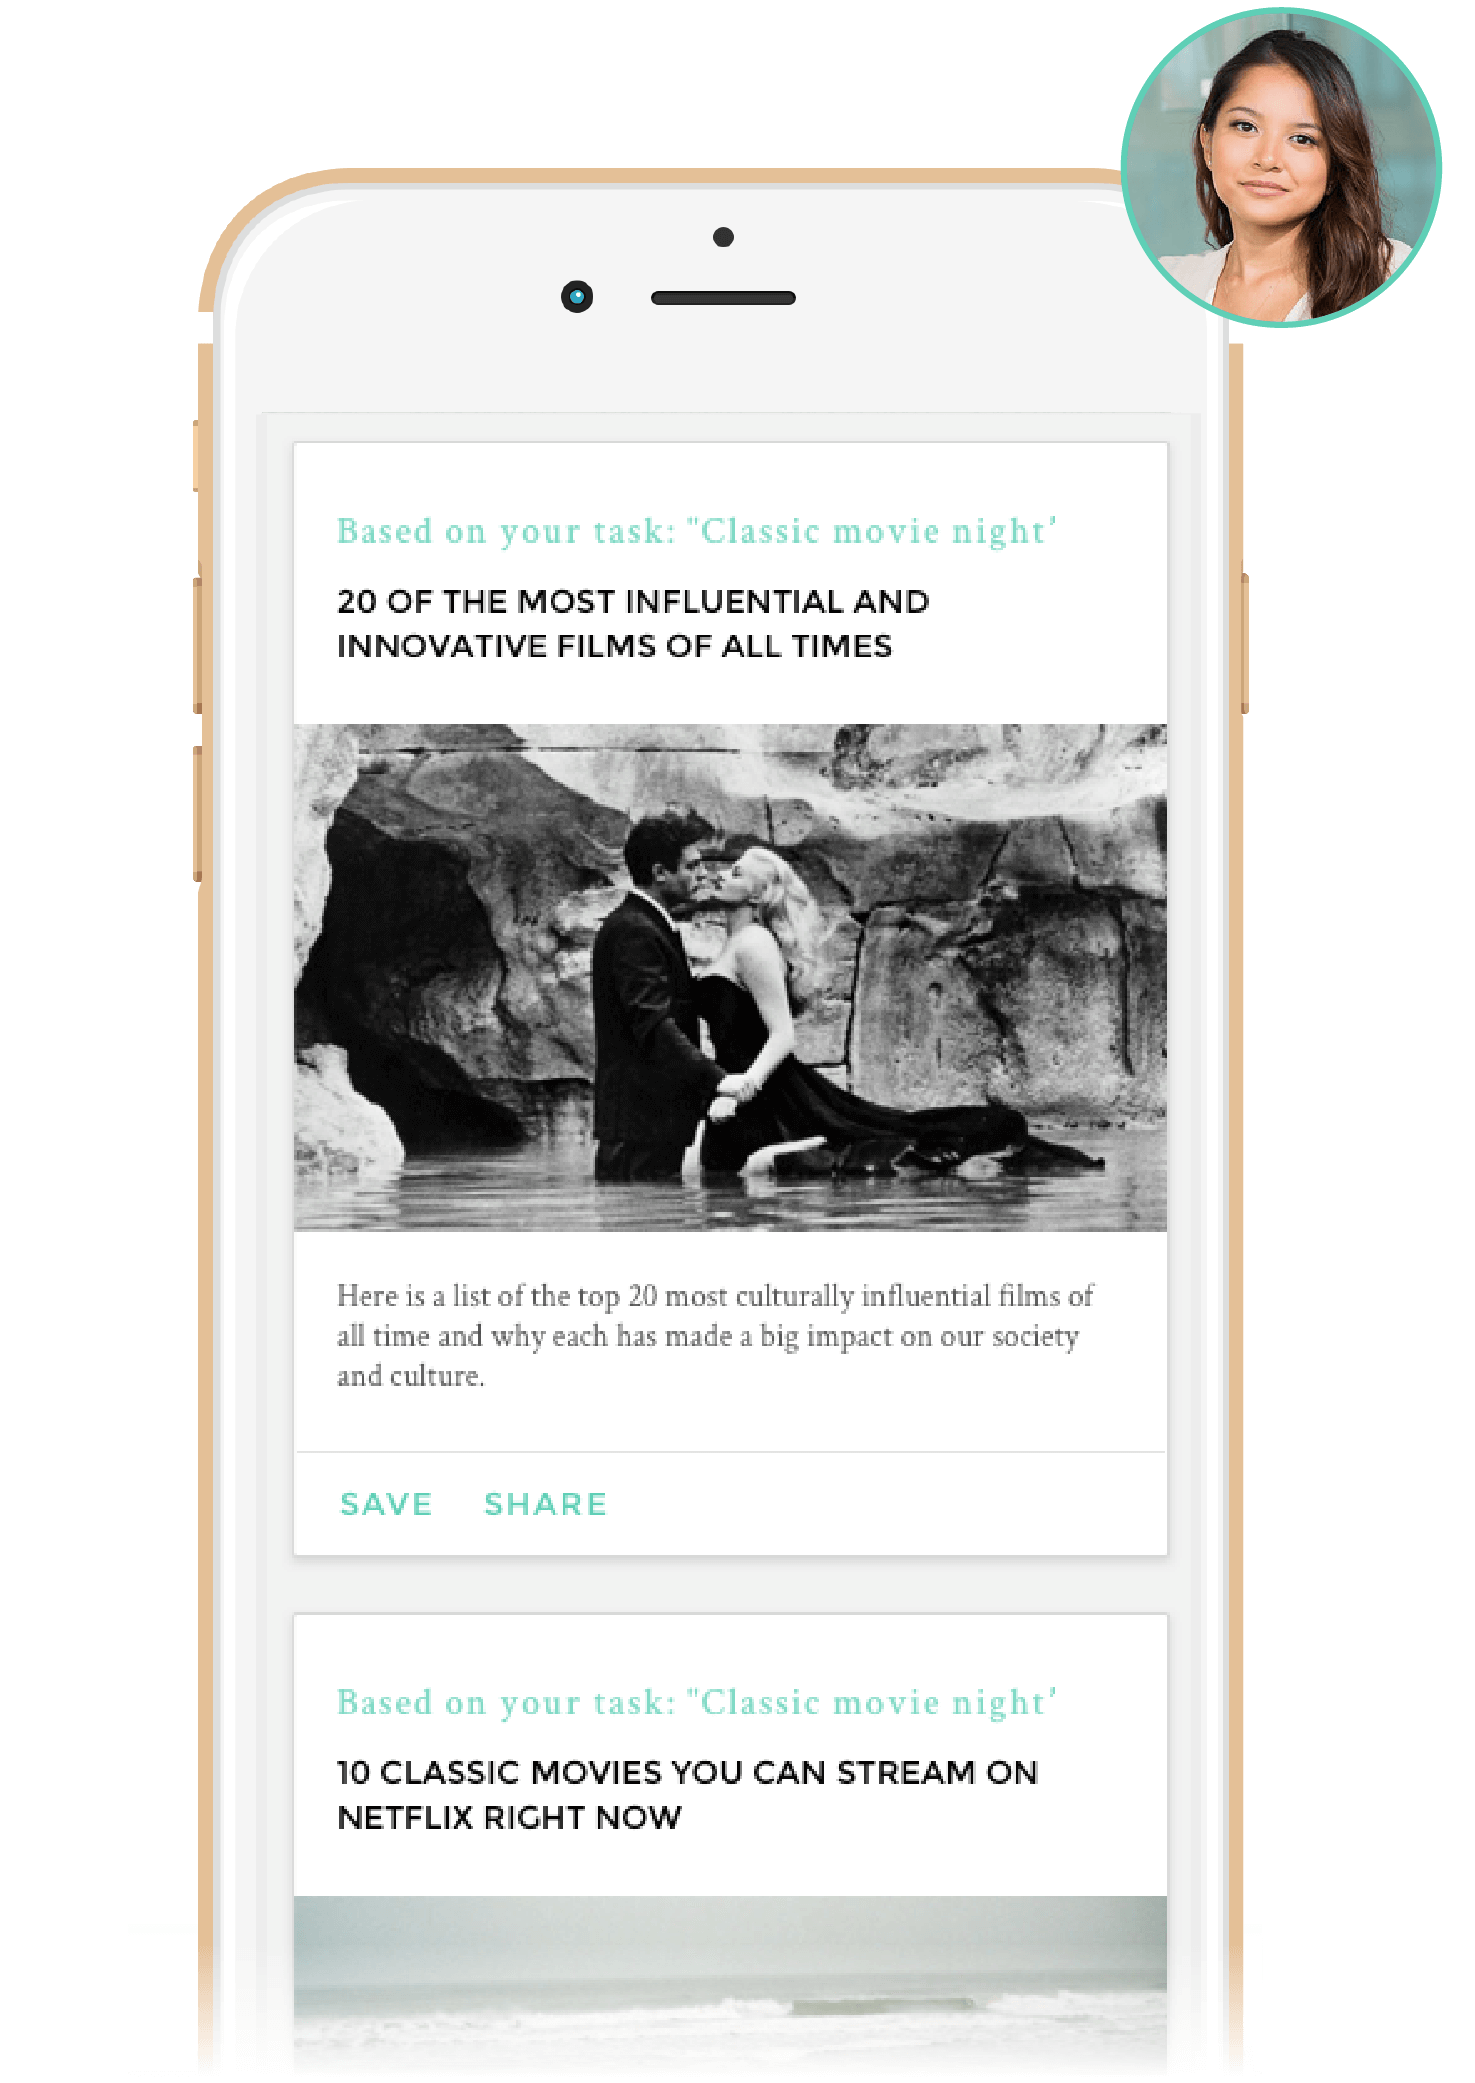 Based on your task: "Classic movie night’
20 OF THE MOST INFLUENTIAL AND
INNOVATIVE FILMS OF ALL TIMES
Here is a list of the top 20 most culturally influential films of
all time and why each has made a big impact on our society
and culture.
SAVE SHARE
Based on your task: "Classic movie night’
10 CLASSIC MOVIES YOU CAN STREAM ON
NETFLIX RIGHT NOW